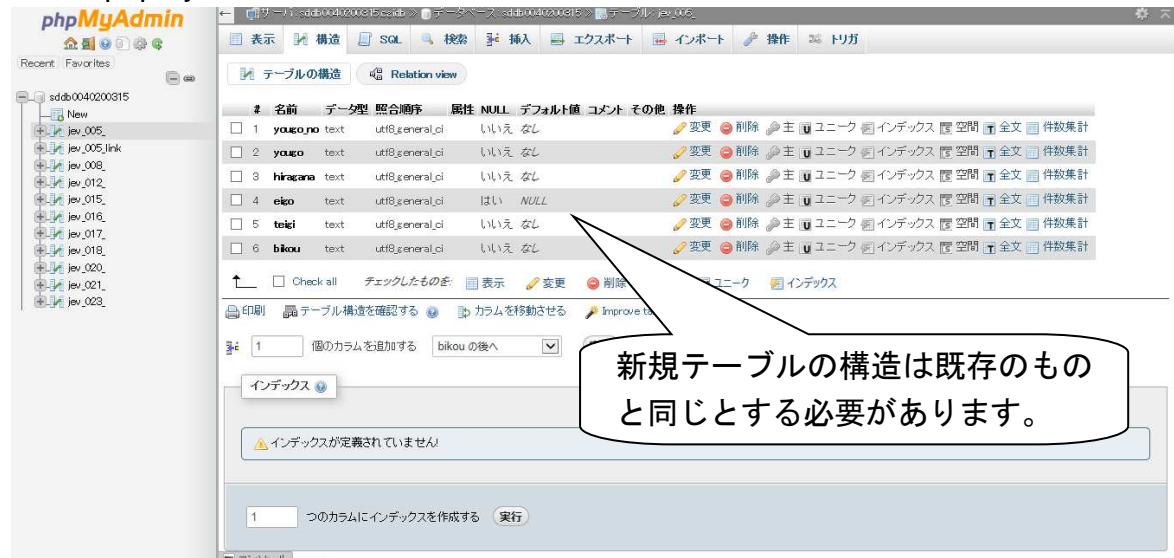 phpMyAdmin
Recent Favorites
sddb0040200315
New
jev_005_
jev_005_link
jev_008_
jev_012_
jev_015_
jev_016_
jev_017_
jev_018_
jev_020_
jev_021_
jev_023_
サーバ: sddb0040200315.cgidb » データベース: sddb0040200315 » テーブル: jev_005_
表示 構造 SQL 検索 挿入 エクスポート インポート 操作 トリガ
テーブルの構造 Relation view
# 名前 データ型 照合順序 属性 NULL デフォルト値 コメント その他 操作
1 yougo_no text utf8_general_ci いいえ なし 変更 削除 主 ユニーク インデックス 空間 全文 件数集計
2 yougo text utf8_general_ci いいえ なし 変更 削除 主 ユニーク インデックス 空間 全文 件数集計
3 hiragana text utf8_general_ci いいえ なし 変更 削除 主 ユニーク インデックス 空間 全文 件数集計
4 eigo text utf8_general_ci はい NULL 変更 削除 主 ユニーク インデックス 空間 全文 件数集計
5 teigi text utf8_general_ci いいえ なし 変更 削除 主 ユニーク インデックス 空間 全文 件数集計
6 bikou text utf8_general_ci いいえ なし 変更 削除 主 ユニーク インデックス 空間 全文 件数集計
Check all チェックしたものを: 表示 変更 削除 ユニーク インデックス
印刷 テーブル構造を確認する カラムを移動させる Improve
1 個のカラムを追加する bikou の後へ
新規テーブルの構造は既存のもの
と同じとする必要があります。
インデックス
インデックスが定義されていません!
1 つのカラムにインデックスを作成する 実行